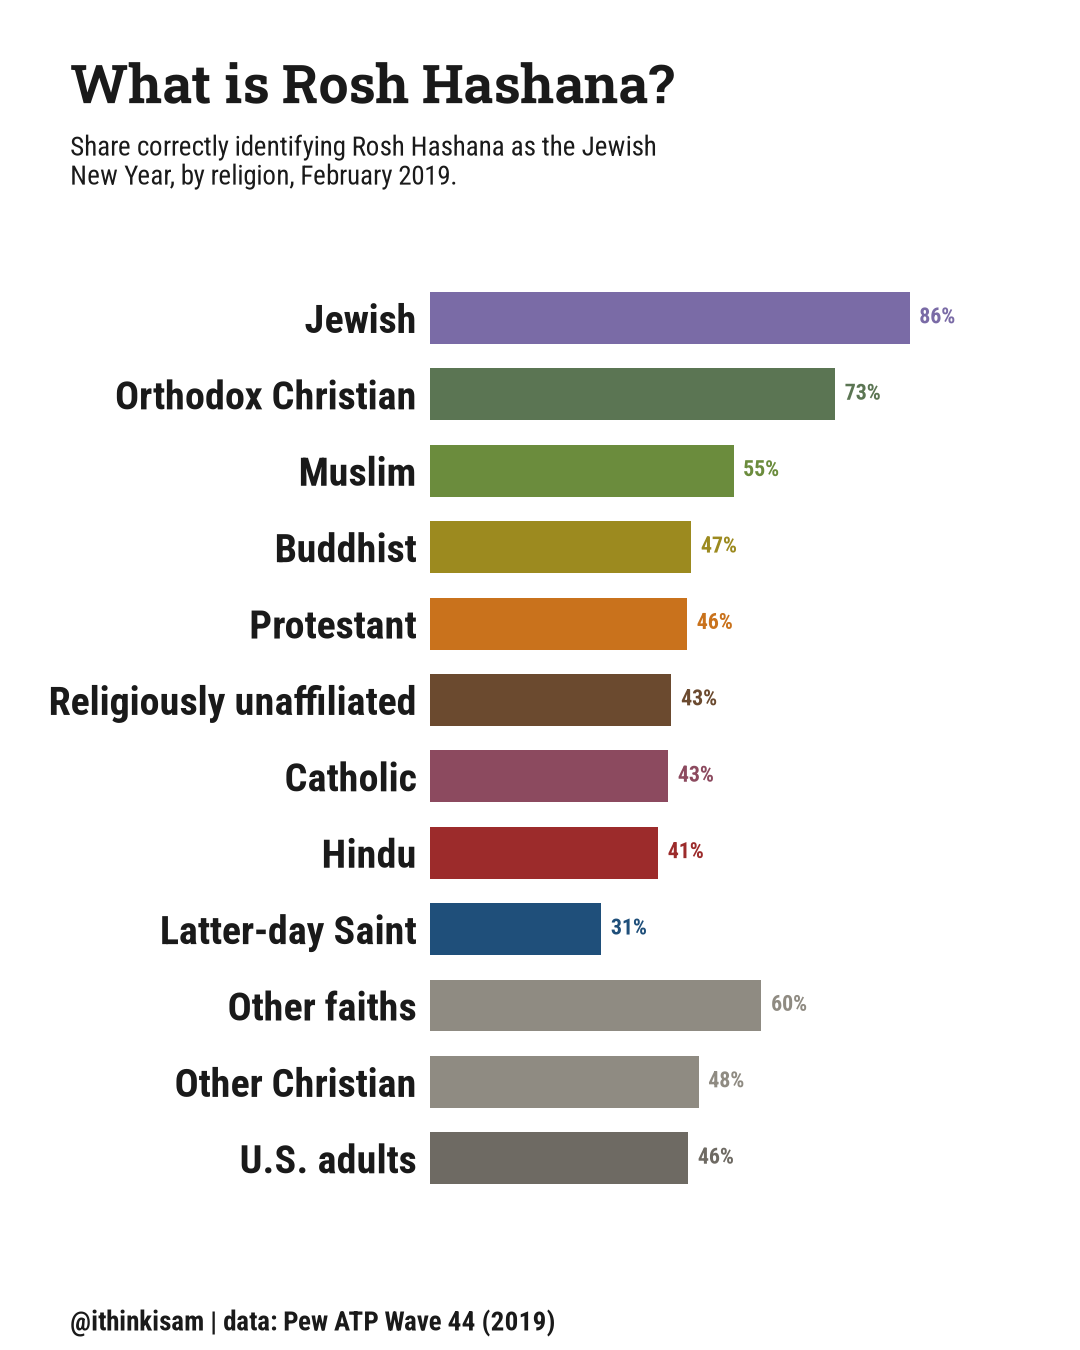 What is Rosh Hashana?
Share correctly identifying Rosh Hashana as the Jewish
New Year, by religion, February 2019.
Jewish 86%
Orthodox Christian 73%
Muslim 55%
Buddhist 47%
Protestant 46%
Religiously unaffiliated 43%
Catholic 43%
Hindu 41%
Latter-day Saint 31%
Other faiths 60%
Other Christian 48%
U.S. adults 46%
@ithinkisam | data: Pew ATP Wave 44 (2019)